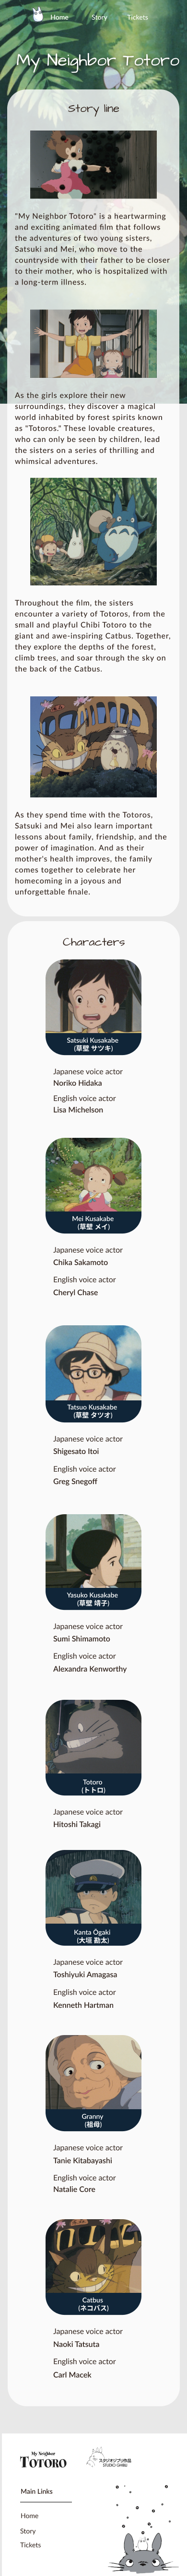 Home Story Tickets
My Neighbor Totoro
Story line
"My Neighbor Totoro" is a heartwarming
and exciting animated film that follows
the adventures of two young sisters,
Satsuki and Mei, who move to the
countryside with their father to be closer
to their mother, who is hospitalized with
a long-term illness.
As the girls explore their new
surroundings, they discover a magical
world inhabited by forest spirits known
as "Totoros." These lovable creatures,
who can only be seen by children, lead
the sisters on a series of thrilling and
whimsical adventures.
Throughout the film, the sisters
encounter a variety of Totoros, from the
small and playful Chibi Totoro to the
giant and awe-inspiring Catbus. Together,
they explore the depths of the forest,
climb trees, and soar through the sky on
the back of the Catbus.
As they spend time with the Totoros,
Satsuki and Mei also learn important
lessons about family, friendship, and the
power of imagination. And as their
mother's health improves, the family
comes together to celebrate her
homecoming in a joyous and
unforgettable finale.
Characters
Satsuki Kusakabe
(草壁 サツキ)
Japanese voice actor
Noriko Hidaka
English voice actor
Lisa Michelson
Mei Kusakabe
(草壁 メイ)
Japanese voice actor
Chika Sakamoto
English voice actor
Cheryl Chase
Tatsuo Kusakabe
(草壁 タツオ)
Japanese voice actor
Shigesato Itoi
English voice actor
Greg Snegoff
Yasuko Kusakabe
(草壁 靖子)
Japanese voice actor
Sumi Shimamoto
English voice actor
Alexandra Kenworthy
Totoro
(トトロ)
Japanese voice actor
Hitoshi Takagi
Kanta Ōgaki
(大垣 勘太)
Japanese voice actor
Toshiyuki Amagasa
English voice actor
Kenneth Hartman
Granny
(祖母)
Japanese voice actor
Tanie Kitabayashi
English voice actor
Natalie Core
Catbus
(ネコバス)
Japanese voice actor
Naoki Tatsuta
English voice actor
Carl Macek
My Neighbor
TOTORO
スタジオジブリ作品
STUDIO GHIBLI
Main Links
Home
Story
Tickets